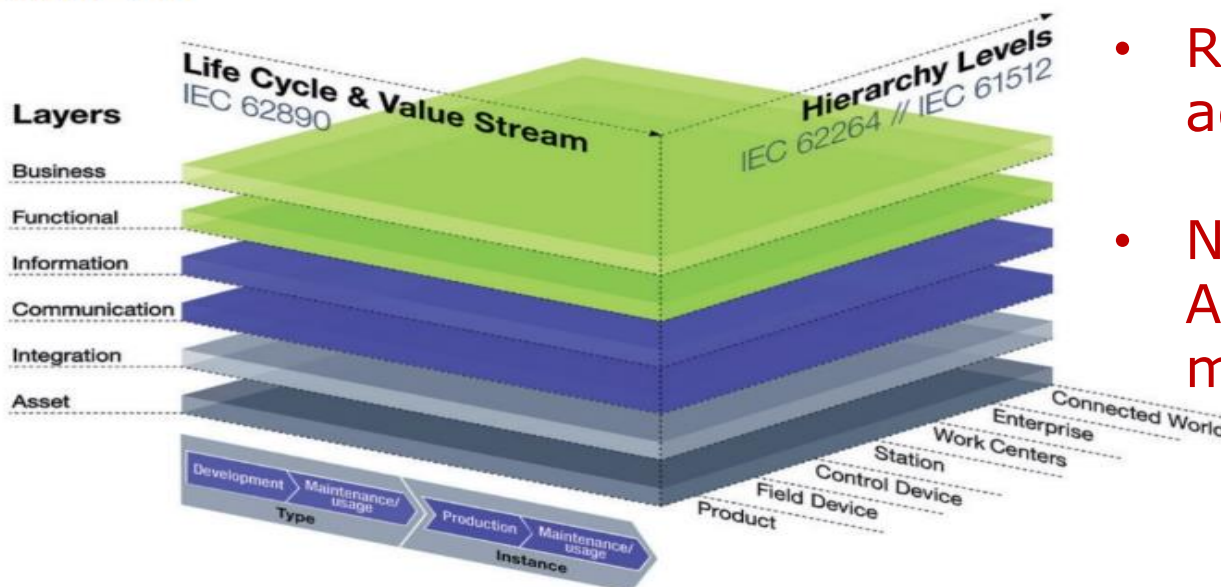 Life Cycle & Value Stream
IEC 62890
Hierarchy Levels
IEC 62264 // IEC 61512
Layers
Business
Functional
Information
Communication
Integration
Asset
Development
Maintenance/
usage
Type
Production
Maintenance/
usage
Instance
Connected World
Enterprise
Work Centers
Station
Control Device
Field Device
Product